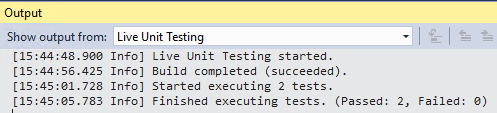 Output
Show output from: Live Unit Testing
[15:44:48.900 Info] Live Unit Testing started.
[15:44:56.425 Info] Build completed (succeeded).
[15:45:01.728 Info] Started executing 2 tests.
[15:45:05.783 Info] Finished executing tests. (Passed: 2, Failed: 0)